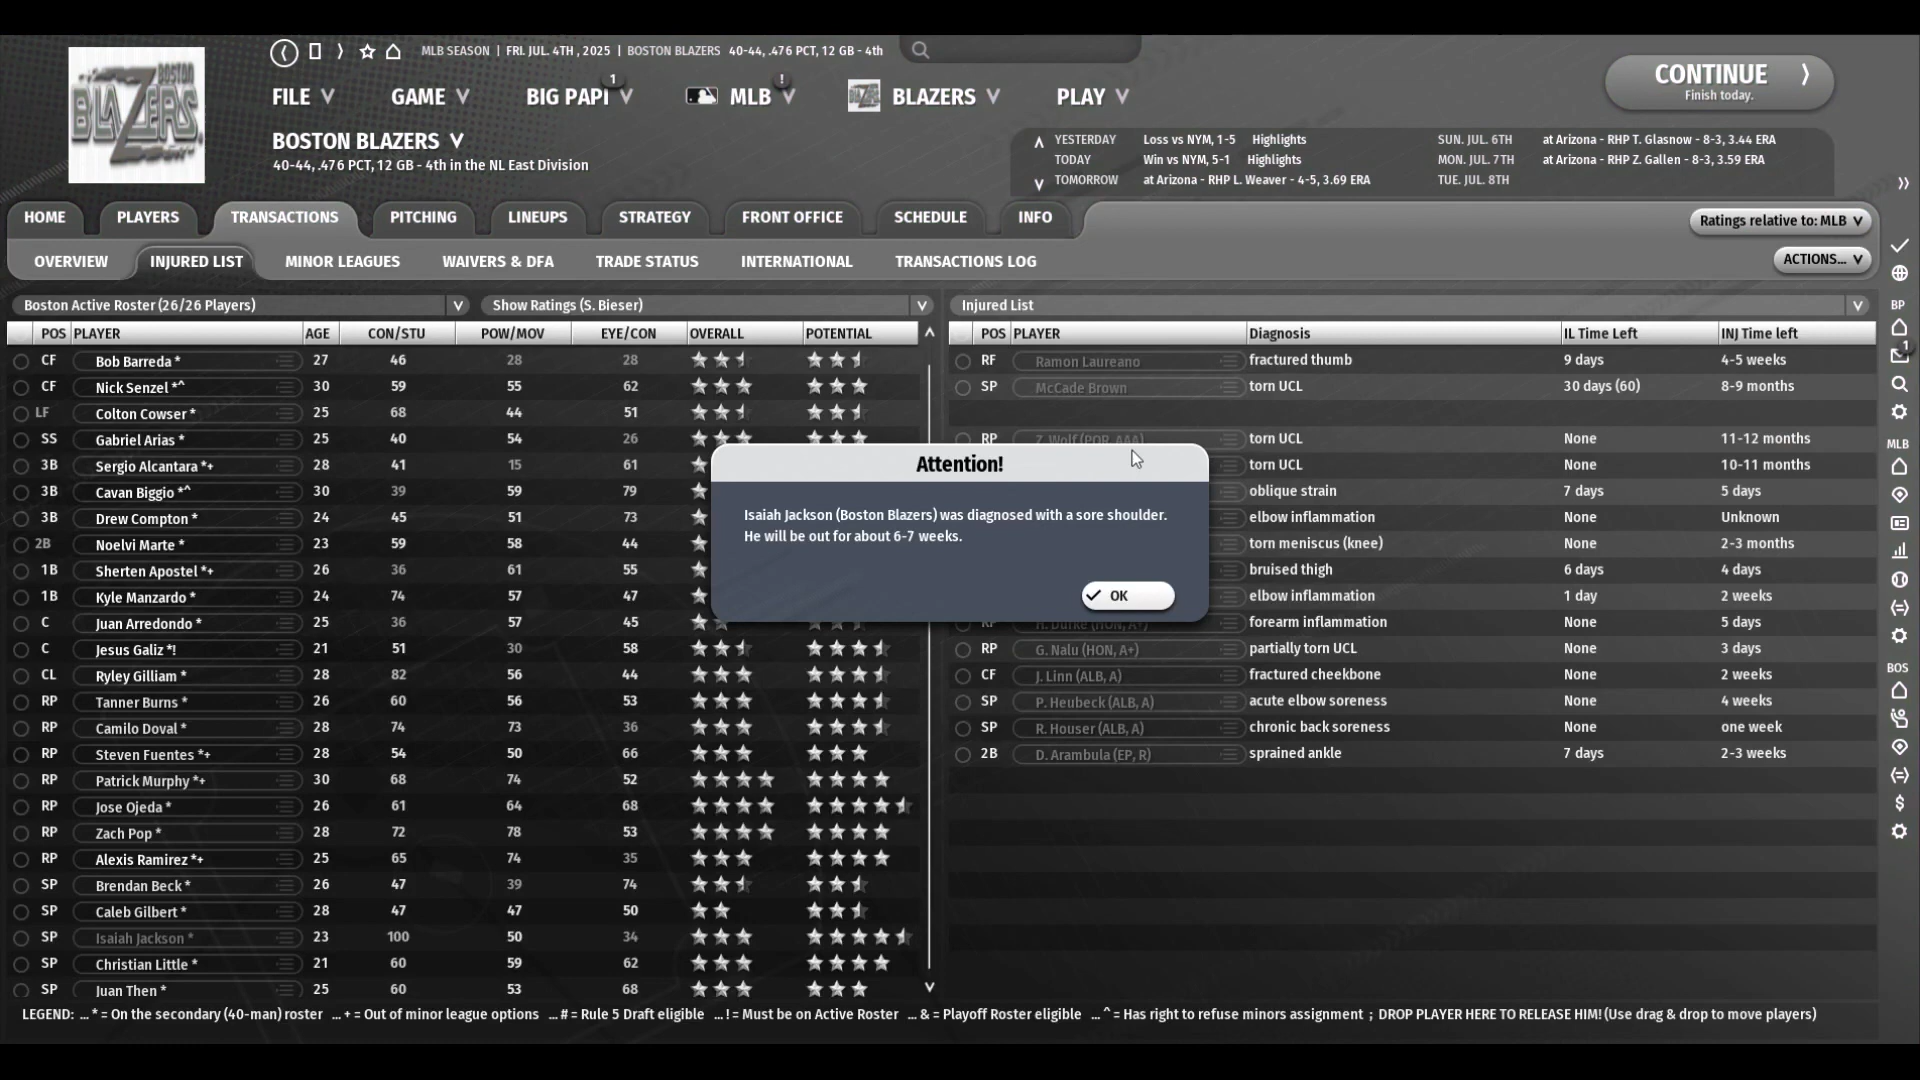 MLB SEASON | FRI. JUL. 4TH , 2025 | BOSTON BLAZERS 40-44, .476 PCT, 12 GB - 4th
BOSTON BLAZERS
FILE GAME BIG PAPI 1 MLB ! BLAZERS PLAY
CONTINUE
Finish today.
BOSTON BLAZERS
40-44, .476 PCT, 12 GB - 4th in the NL East Division
YESTERDAY Loss vs NYM, 1-5 Highlights SUN. JUL. 6TH at Arizona - RHP T. Glasnow - 8-3, 3.44 ERA
TODAY Win vs NYM, 5-1 Highlights MON. JUL. 7TH at Arizona - RHP Z. Gallen - 8-3, 3.59 ERA
TOMORROW at Arizona - RHP L. Weaver - 4-5, 3.69 ERA TUE. JUL. 8TH
HOME PLAYERS TRANSACTIONS PITCHING LINEUPS STRATEGY FRONT OFFICE SCHEDULE INFO
Ratings relative to: MLB
OVERVIEW INJURED LIST MINOR LEAGUES WAIVERS & DFA TRADE STATUS INTERNATIONAL TRANSACTIONS LOG
ACTIONS...
Boston Active Roster (26/26 Players) Show Ratings (S. Bieser)
POS PLAYER AGE CON/STU POW/MOV EYE/CON OVERALL POTENTIAL
CF Bob Barreda * 27 46 28 28
CF Nick Senzel *^ 30 59 55 62
LF Colton Cowser * 25 68 44 51
SS Gabriel Arias * 25 40 54 26
3B Sergio Alcantara *+ 28 41 15 61
3B Cavan Biggio *^ 30 39 59 79
3B Drew Compton * 24 45 51 73
2B Noelvi Marte * 23 59 58 44
1B Sherten Apostel *+ 26 36 61 55
1B Kyle Manzardo * 24 74 57 47
C Juan Arredondo * 25 36 57 45
C Jesus Galiz *! 21 51 30 58
CL Ryley Gilliam * 28 82 56 44
RP Tanner Burns * 26 60 56 53
RP Camilo Doval * 28 74 73 36
RP Steven Fuentes *+ 28 54 50 66
RP Patrick Murphy *+ 30 68 74 52
RP Jose Ojeda * 26 61 64 68
RP Zach Pop * 28 72 78 53
RP Alexis Ramirez *+ 25 65 74 35
SP Brendan Beck * 26 47 39 74
SP Caleb Gilbert * 28 47 47 50
SP Isaiah Jackson * 23 100 50 34
SP Christian Little * 21 60 59 62
SP Juan Then * 25 60 53 68
Injured List
POS PLAYER Diagnosis IL Time Left INJ Time left
RF Ramon Laureano fractured thumb 9 days 4-5 weeks
SP McCade Brown torn UCL 30 days (60) 8-9 months
RP Z. Wolf (POR, AAA) torn UCL None 11-12 months
torn UCL None 10-11 months
oblique strain 7 days 5 days
elbow inflammation None Unknown
torn meniscus (knee) None 2-3 months
bruised thigh 6 days 4 days
elbow inflammation 1 day 2 weeks
RP H. Durke (HON, A+) forearm inflammation None 5 days
RP G. Nalu (HON, A+) partially torn UCL None 3 days
CF J. Linn (ALB, A) fractured cheekbone None 2 weeks
SP P. Heubeck (ALB, A) acute elbow soreness None 4 weeks
SP R. Houser (ALB, A) chronic back soreness None one week
2B D. Arambula (EP, R) sprained ankle 7 days 2-3 weeks
Attention!
Isaiah Jackson (Boston Blazers) was diagnosed with a sore shoulder.
He will be out for about 6-7 weeks.
OK
BP
1
MLB
BOS
LEGEND: ... * = On the secondary (40-man) roster ... + = Out of minor league options ... # = Rule 5 Draft eligible ... ! = Must be on Active Roster ... & = Playoff Roster eligible ... ^ = Has right to refuse minors assignment ; DROP PLAYER HERE TO RELEASE HIM! (Use drag & drop to move players)